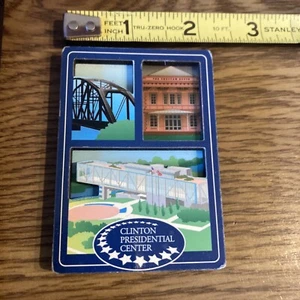 FEET
INCH
1
TRU-ZERO HOOK
2
3
STANLEY
CLINTON
PRESIDENTIAL
CENTER